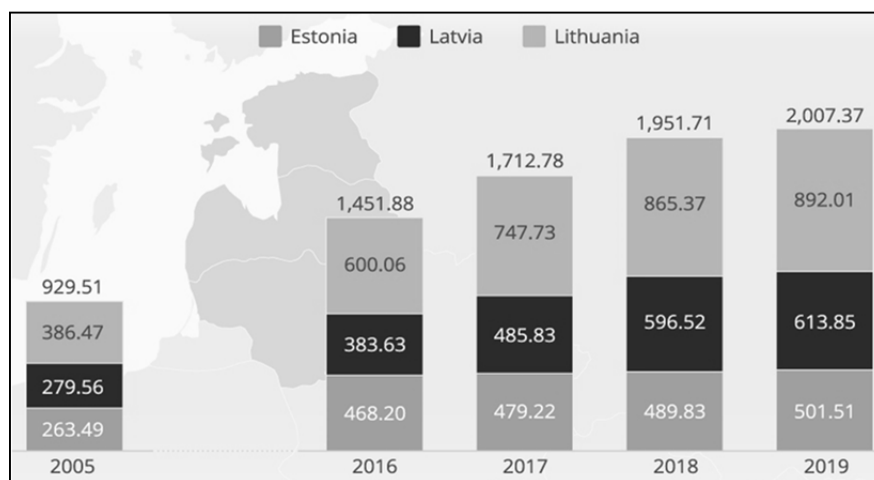 Estonia Latvia Lithuania
2,007.37
1,951.71
1,712.78
1,451.88
929.51
386.47 600.06 747.73 865.37 892.01
279.56 383.63 485.83 596.52 613.85
263.49 468.20 479.22 489.83 501.51
2005 2016 2017 2018 2019